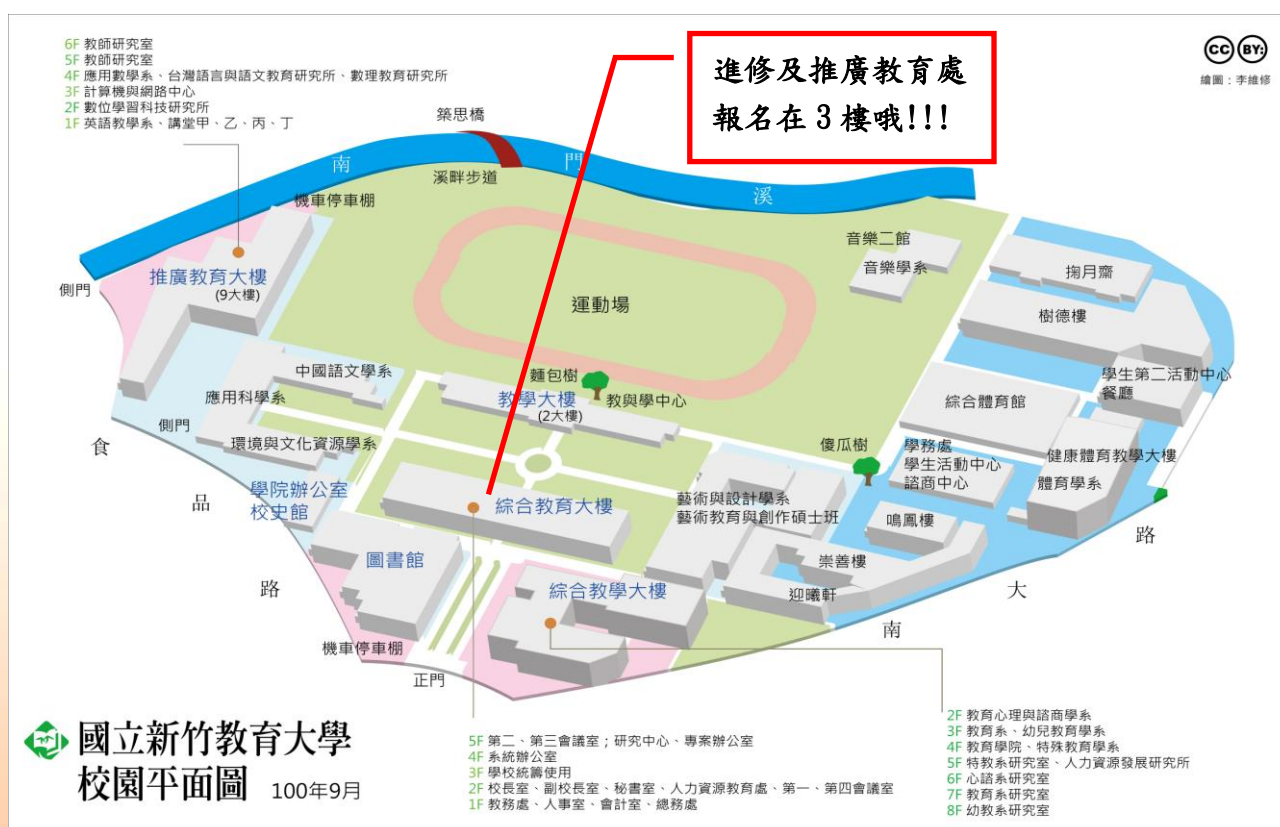 6F 教師研究室
5F 教師研究室
4F 應用數學系、台灣語言與語文教育研究所、數理教育研究所
3F 計算機與網路中心
2F 數位學習科技研究所
1F 英語教學系、講堂甲、乙、丙、丁
進修及推廣教育處
報名在3樓哦!!!
CC BY:
繪圖：李維修
築思橋
南門溪
溪畔步道
機車停車棚
側門
推廣教育大樓
(9大樓)
運動場
音樂二館
音樂學系
掬月齋
樹德樓
學生第二活動中心
餐廳
中國語文學系
應用科學系
側門
環境與文化資源學系
麵包樹
教學大樓
(2大樓)
教與學中心
綜合體育館
健康體育教學大樓
體育學系
傻瓜樹
學務處
學生活動中心
諮商中心
食品路
學院辦公室
校史館
綜合教育大樓
藝術與設計學系
藝術教育與創作碩士班
鳴鳳樓
崇善樓
迎曦軒
圖書館
綜合教學大樓
機車停車棚
正門
南大路
國立新竹教育大學
校園平面圖 100年9月
5F 第二、第三會議室；研究中心、專案辦公室
4F 系統辦公室
3F 學校統籌使用
2F 校長室、副校長室、秘書室、人力資源教育處、第一、第四會議室
1F 教務處、人事室、會計室、總務處
2F 教育心理與諮商學系
3F 教育系、幼兒教育學系
4F 教育學院、特殊教育學系
5F 特教系研究室、人力資源發展研究所
6F 心諮系研究室
7F 教育系研究室
8F 幼教系研究室